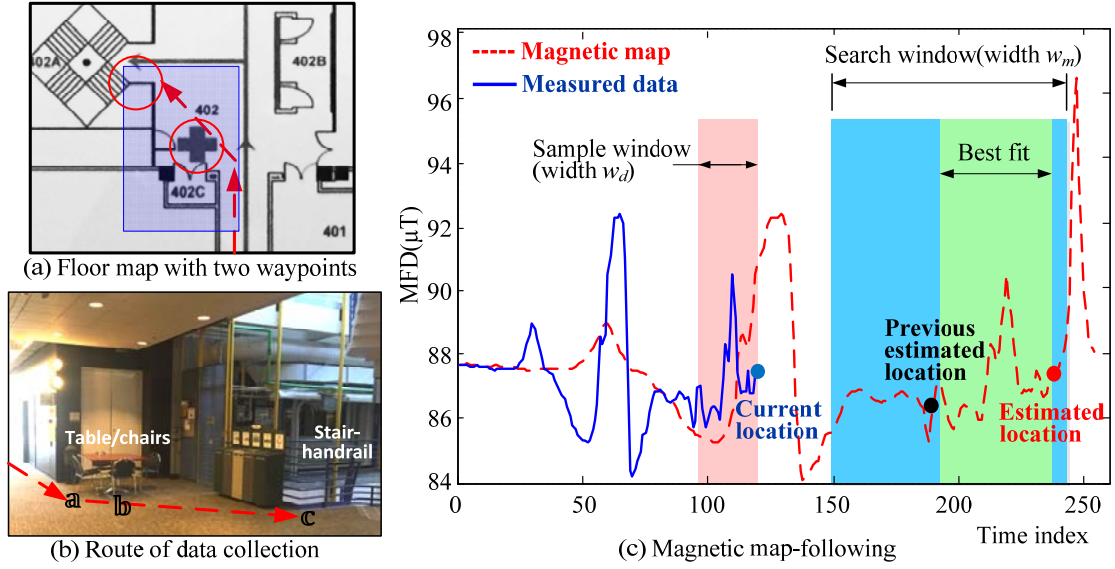 402A
402B
402
402C
401
(a) Floor map with two waypoints
Table/chairs
Stair-
handrail
a
b
c
(b) Route of data collection
98
96
94
92
90
88
86
84
MFD(μT)
Magnetic map
Measured data
Search window(width wm)
Sample window
(width wd)
Best fit
Previous
estimated
location
Current
location
Estimated
location
0
50
100
150
200
250
Time index
(c) Magnetic map-following